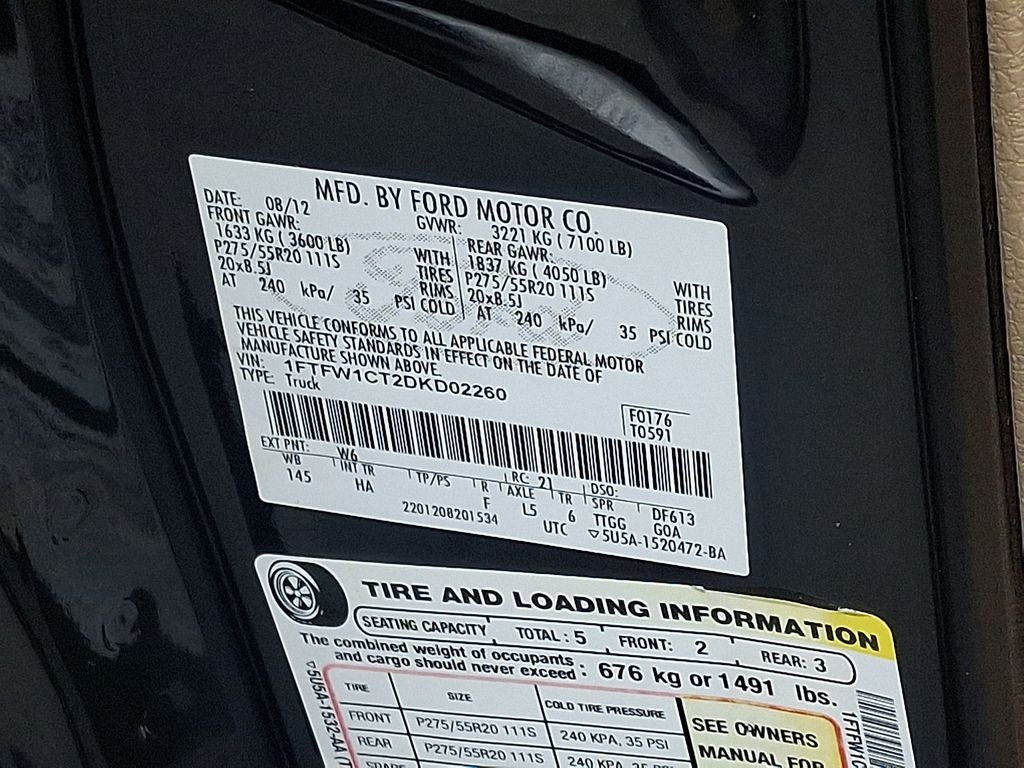 MFD. BY FORD MOTOR CO.
DATE: 08/12 GVWR: 3221 KG ( 7100 LB)
FRONT GAWR: REAR GAWR:
1633 KG ( 3600 LB) WITH 1837 KG ( 4050 LB) WITH
P275/55R20 111S TIRES P275/55R20 111S TIRES
20x8.5J RIMS 20x8.5J RIMS
AT 240 kPa/ 35 PSI COLD AT 240 kPa/ 35 PSI COLD
THIS VEHICLE CONFORMS TO ALL APPLICABLE FEDERAL MOTOR
VEHICLE SAFETY STANDARDS IN EFFECT ON THE DATE OF
MANUFACTURE SHOWN ABOVE.
VIN: 1FTFW1CT2DKD02260
TYPE: Truck
F0176
T0591
EXT PNT: W6 RC: 21 DSO:
WB INT TR TP/PS R AXLE TR SPR DF613
145 HA F L5 6 TTGG GOA
2201208201534 UTC ▽5U5A-1520472-BA
TIRE AND LOADING INFORMATION
SEATING CAPACITY TOTAL : 5 FRONT: 2 REAR: 3
The combined weight of occupants
and cargo should never exceed : 676 kg or 1491 lbs.
TIRE SIZE COLD TIRE PRESSURE
FRONT P275/55R20 111S 240 KPA, 35 PSI
REAR P275/55R20 111S 240 KPA, 35
SEE OWNERS
MANUAL FOR
▽5U5A-1532